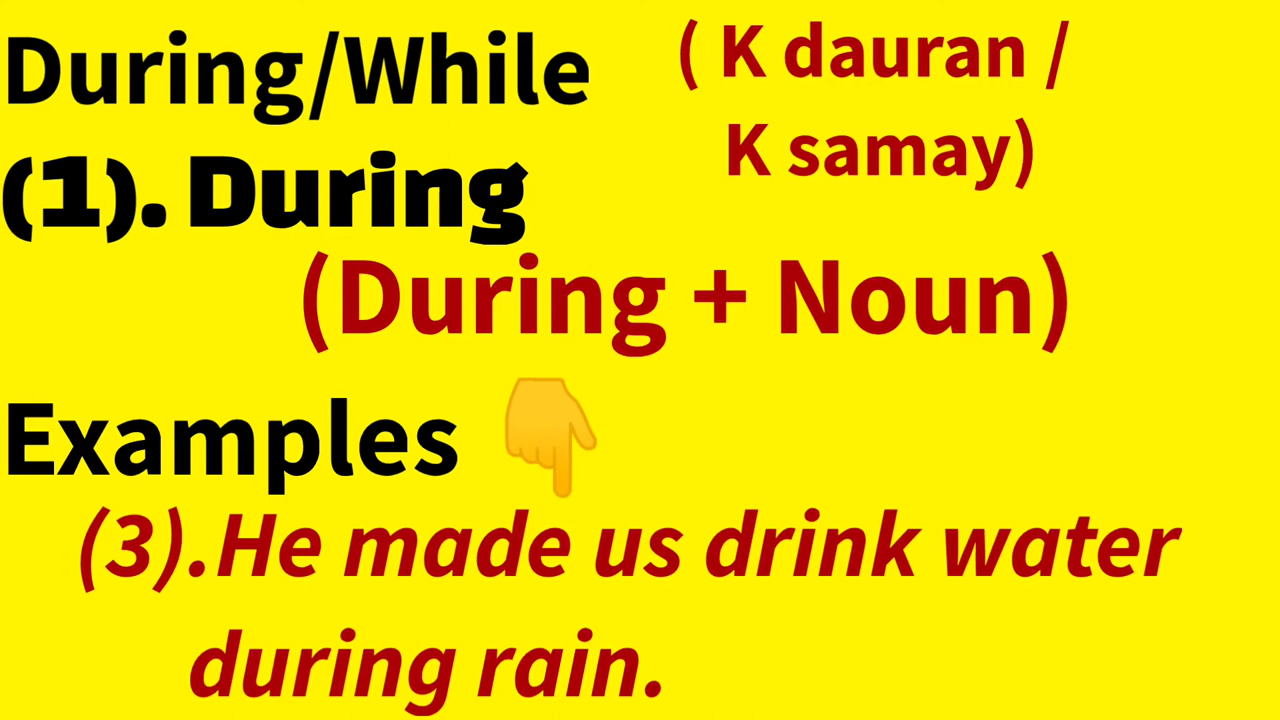 During/While
( K dauran /
K samay)
(1). During
(During + Noun)
Examples
(3).He made us drink water
during rain.